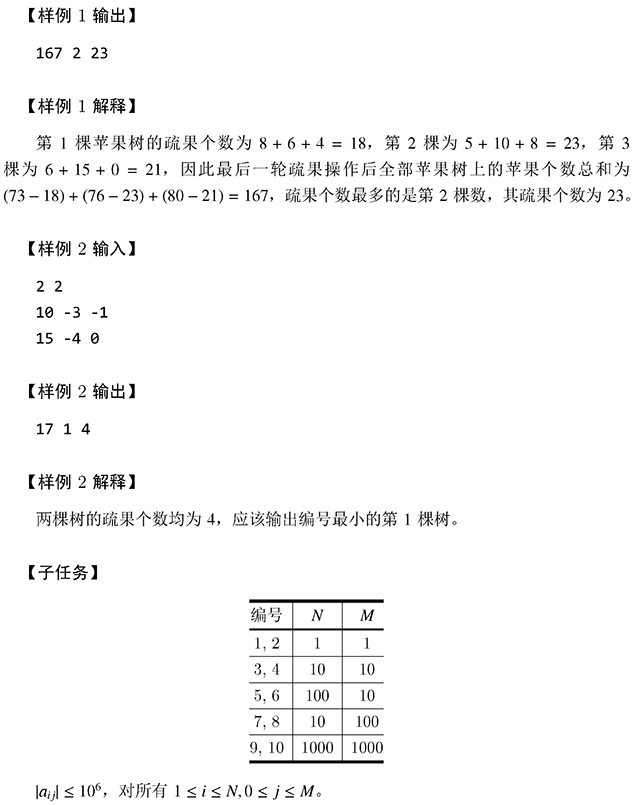 【样例 1 输出】
167 2 23
【样例 1 解释】
第 1 棵苹果树的疏果个数为 8 + 6 + 4 = 18，第 2 棵为 5 + 10 + 8 = 23，第 3
棵为 6 + 15 + 0 = 21，因此最后一轮疏果操作后全部苹果树上的苹果个数总和为
(73 − 18) + (76 − 23) + (80 − 21) = 167，疏果个数最多的是第 2 棵数，其疏果个数为 23。
【样例 2 输入】
2 2
10 -3 -1
15 -4 0
【样例 2 输出】
17 1 4
【样例 2 解释】
两棵树的疏果个数均为 4，应该输出编号最小的第 1 棵树。
【子任务】
编号 N M
1, 2 1 1
3, 4 10 10
5, 6 100 10
7, 8 10 100
9, 10 1000 1000
|aij| ≤ 10⁶，对所有 1 ≤ i ≤ N, 0 ≤ j ≤ M。